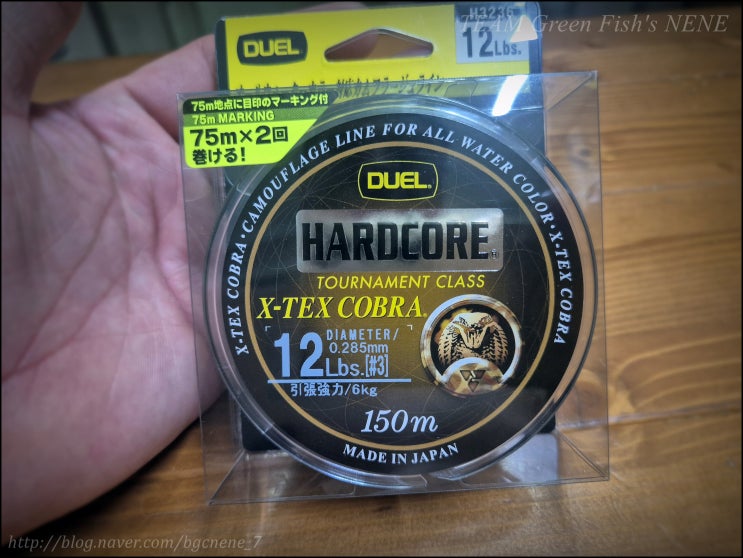 TEAM Green Fish's NENE
DUEL
H3236
12Lbs.
75m地点に目印のマーキング付
75m MARKING
75m×2回
巻ける!
X-TEX COBRA・CAMOUFLAGE LINE FOR ALL WATER COLOR・X-TEX COBRA
DUEL®
HARDCORE®
TOURNAMENT CLASS
X-TEX COBRA®
12Lbs.[#3]
DIAMETER/
0.285mm
引張強力/6kg
150m
MADE IN JAPAN
http://blog.naver.com/bgcnene_7